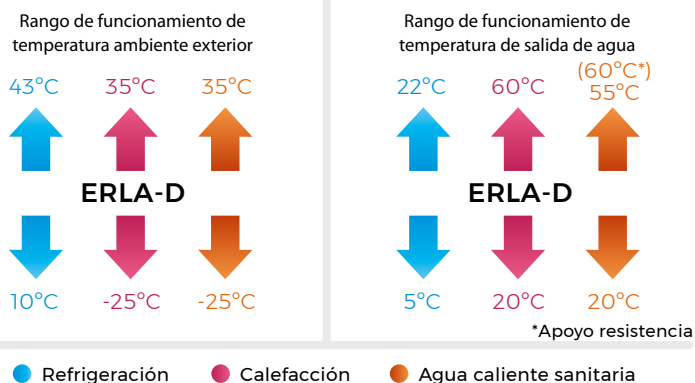 Rango de funcionamiento de
temperatura ambiente exterior
43°C 35°C 35°C
ERLA-D
10°C -25°C -25°C
Rango de funcionamiento de
temperatura de salida de agua
(60°C*)
22°C 60°C 55°C
ERLA-D
5°C 20°C 20°C
*Apoyo resistencia
Refrigeración Calefacción Agua caliente sanitaria